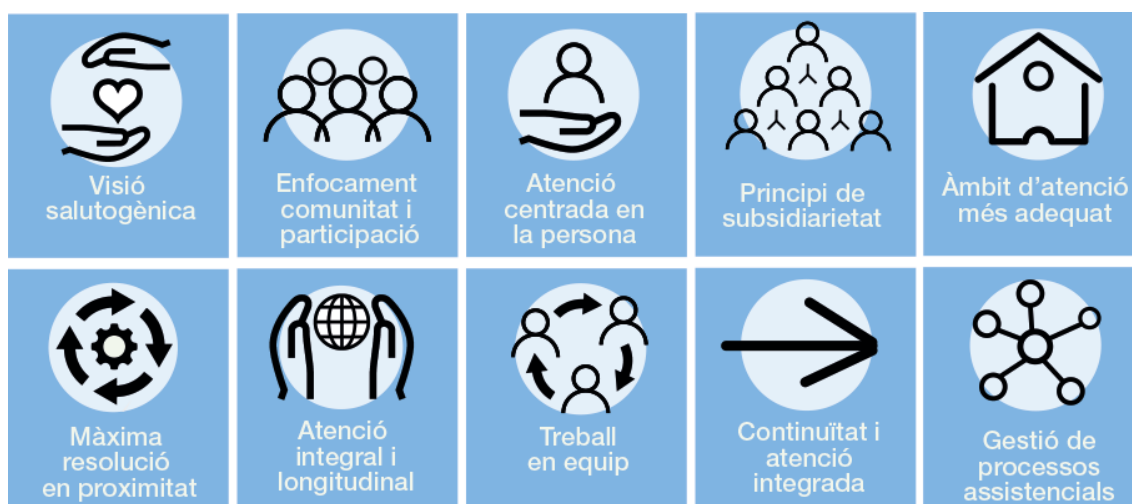 Visió
salutogènica
Enfocament
comunitat i
participació
Atenció
centrada en
la persona
Principi de
subsidiarietat
Àmbit d’atenció
més adequat
Màxima
resolució
en proximitat
Atenció
integral i
longitudinal
Treball
en equip
Continuïtat i
atenció
integrada
Gestió de
processos
assistencials